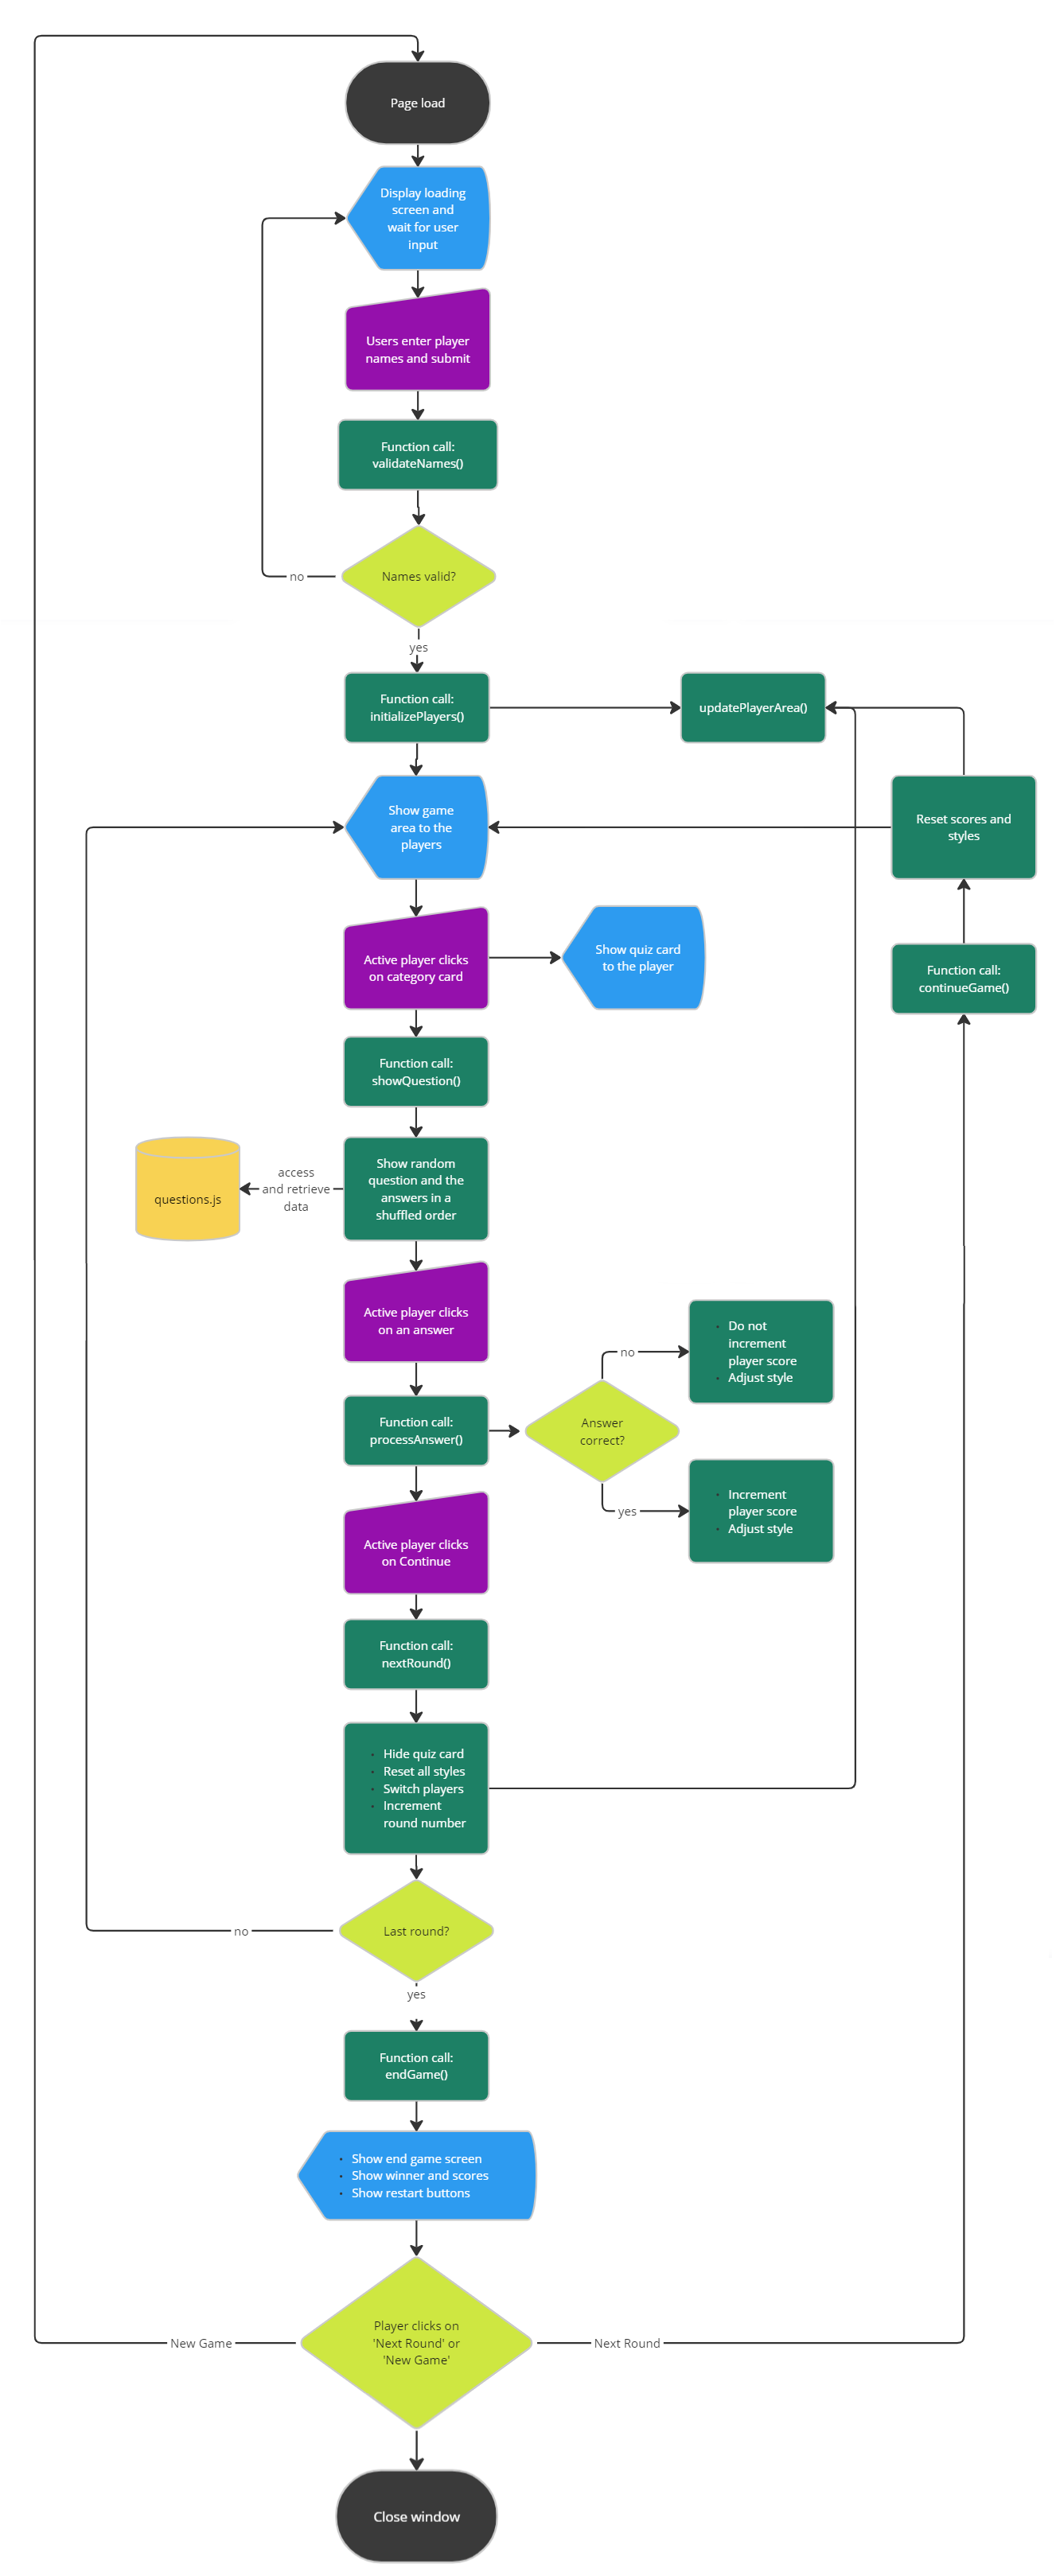 Page load
Display loading
screen and
wait for user
input
Users enter player
names and submit
Function call:
validateNames()
Names valid?
no
yes
Function call:
initializePlayers()
updatePlayerArea()
Show game
area to the
players
Reset scores and
styles
Active player clicks
on category card
Show quiz card
to the player
Function call:
continueGame()
Function call:
showQuestion()
Show random
question and the
answers in a
shuffled order
access
and retrieve
data
questions.js
Active player clicks
on an answer
Function call:
processAnswer()
Answer
correct?
no
• Do not
increment
player score
• Adjust style
yes
• Increment
player score
• Adjust style
Active player clicks
on Continue
Function call:
nextRound()
• Hide quiz card
• Reset all styles
• Switch players
• Increment
round number
Last round?
no
yes
Function call:
endGame()
• Show end game screen
• Show winner and scores
• Show restart buttons
Player clicks on
'Next Round' or
'New Game'
New Game
Next Round
Close window